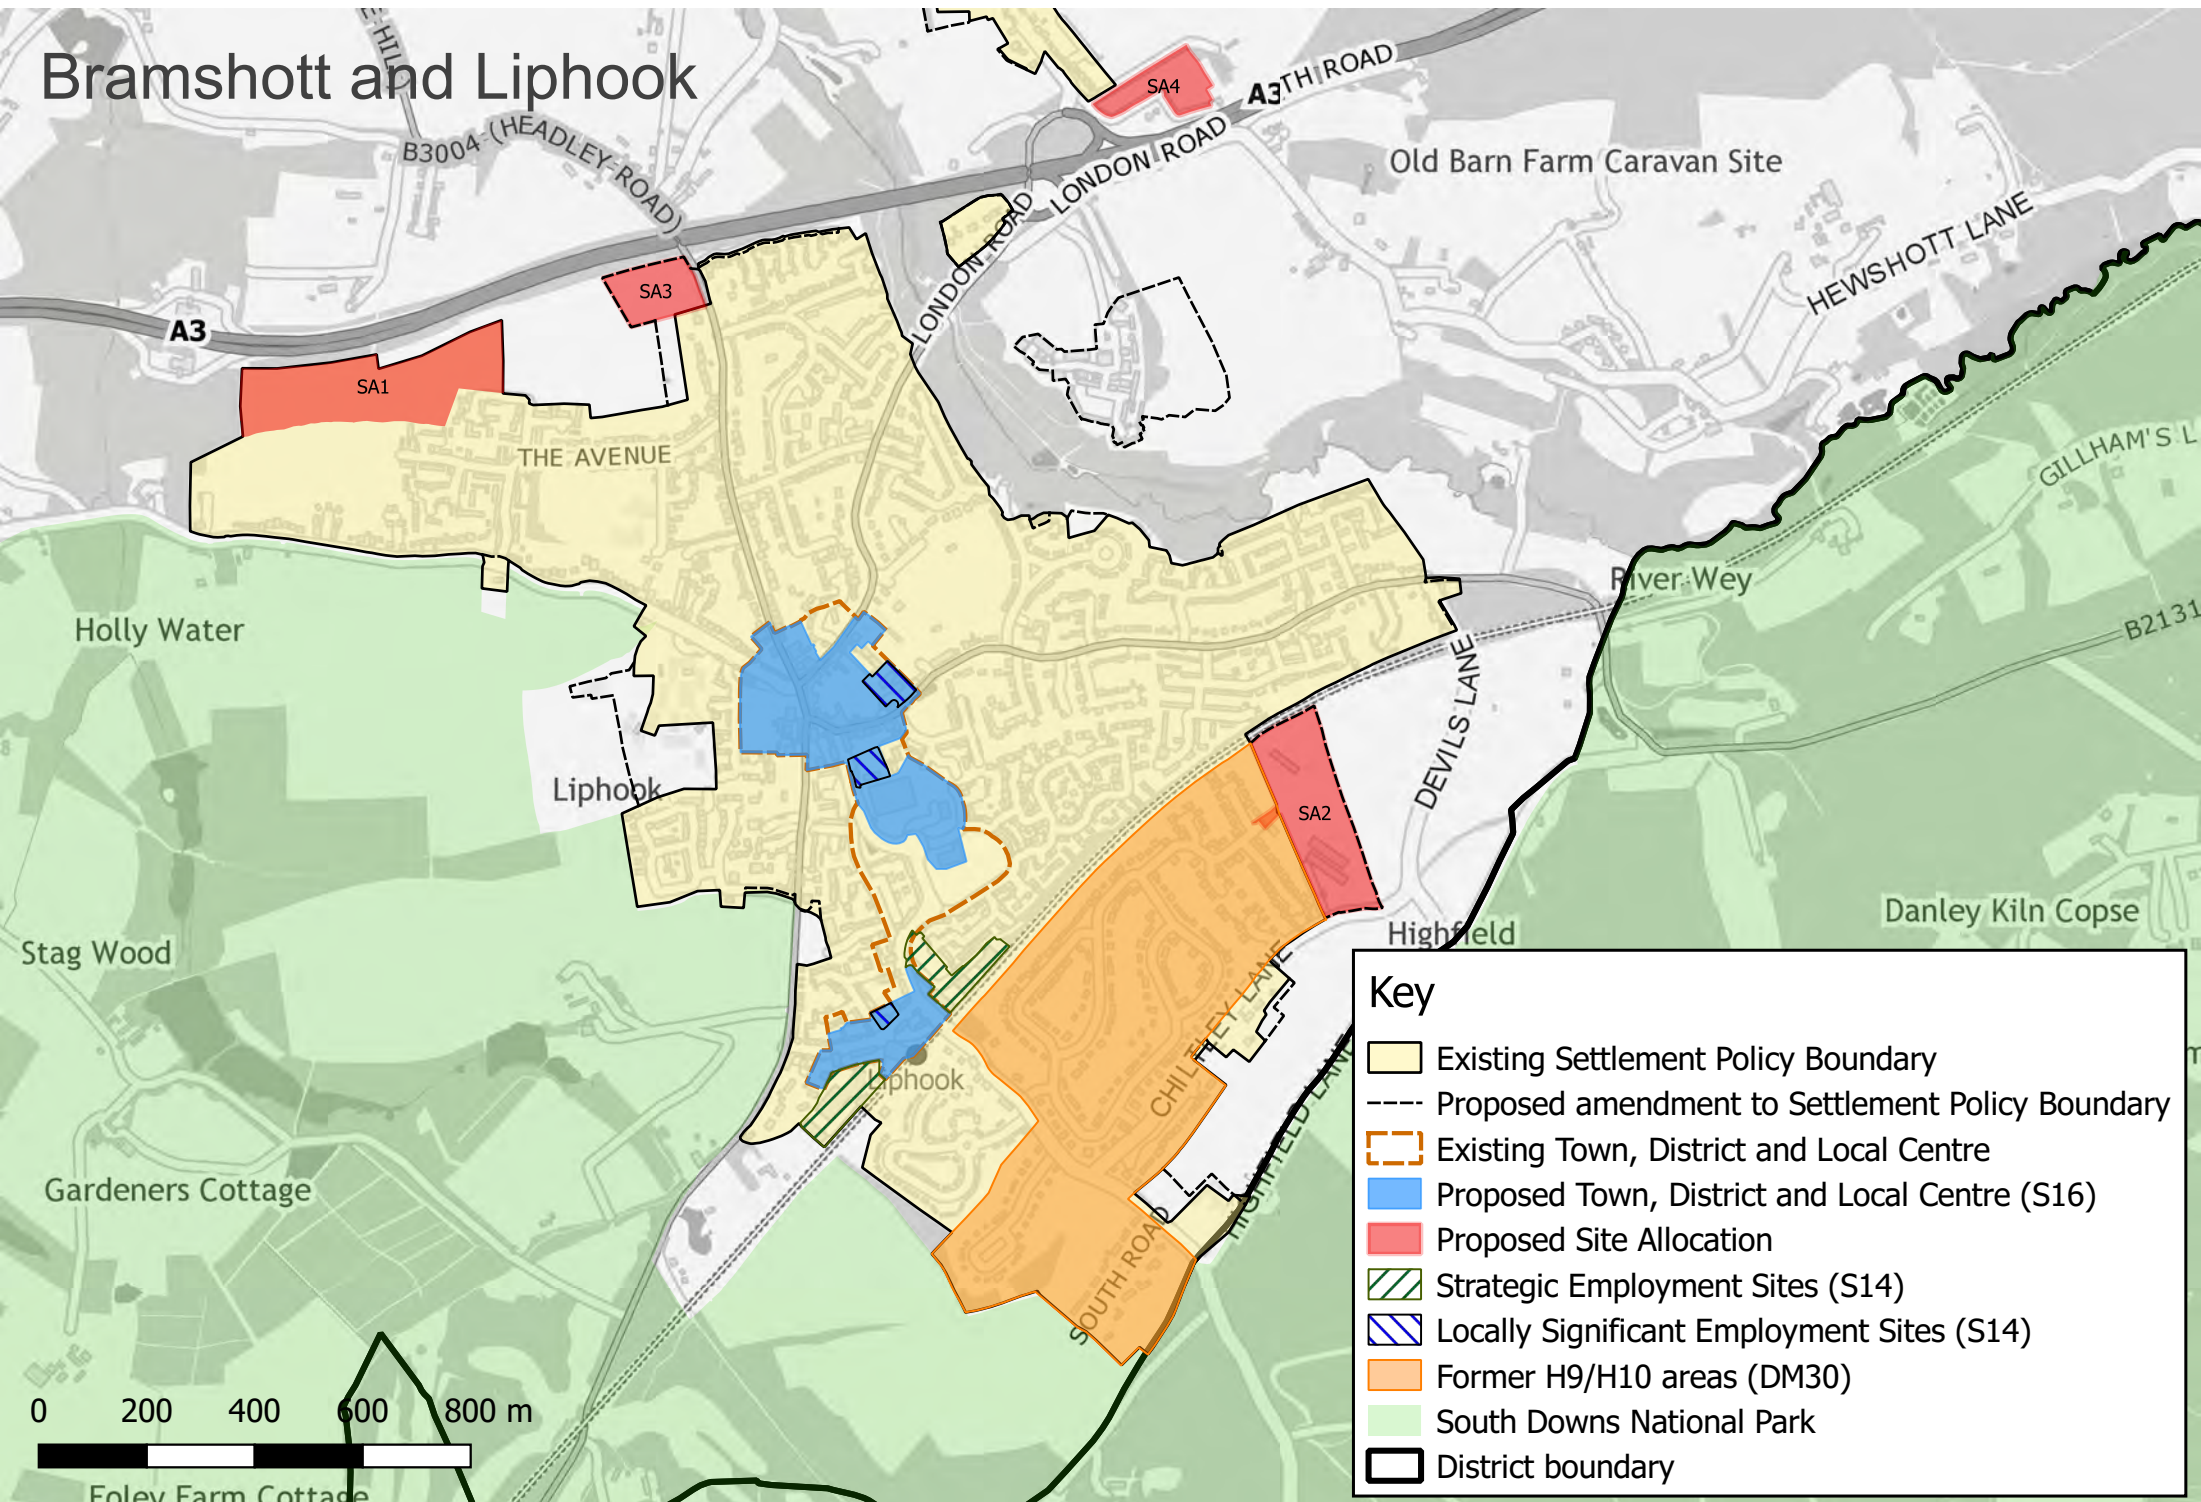 Bramshott and Liphook
SA4
A3
TH ROAD
B3004 (HEADLEY ROAD)
LONDON ROAD
Old Barn Farm Caravan Site
HEWSHOTT LANE
LONDON ROAD
SA3
A3
SA1
THE AVENUE
GILLHAM'S L
River Wey
B2131
Holly Water
DEVILS LANE
Liphook
SA2
Highfield
Danley Kiln Copse
Stag Wood
CHILTLEY LANE
Liphook
HIGHFIELD LANE
Gardeners Cottage
SOUTH ROAD
Key
Existing Settlement Policy Boundary
Proposed amendment to Settlement Policy Boundary
Existing Town, District and Local Centre
Proposed Town, District and Local Centre (S16)
Proposed Site Allocation
Strategic Employment Sites (S14)
Locally Significant Employment Sites (S14)
Former H9/H10 areas (DM30)
South Downs National Park
District boundary
0 200 400 600 800 m
Foley Farm Cottage